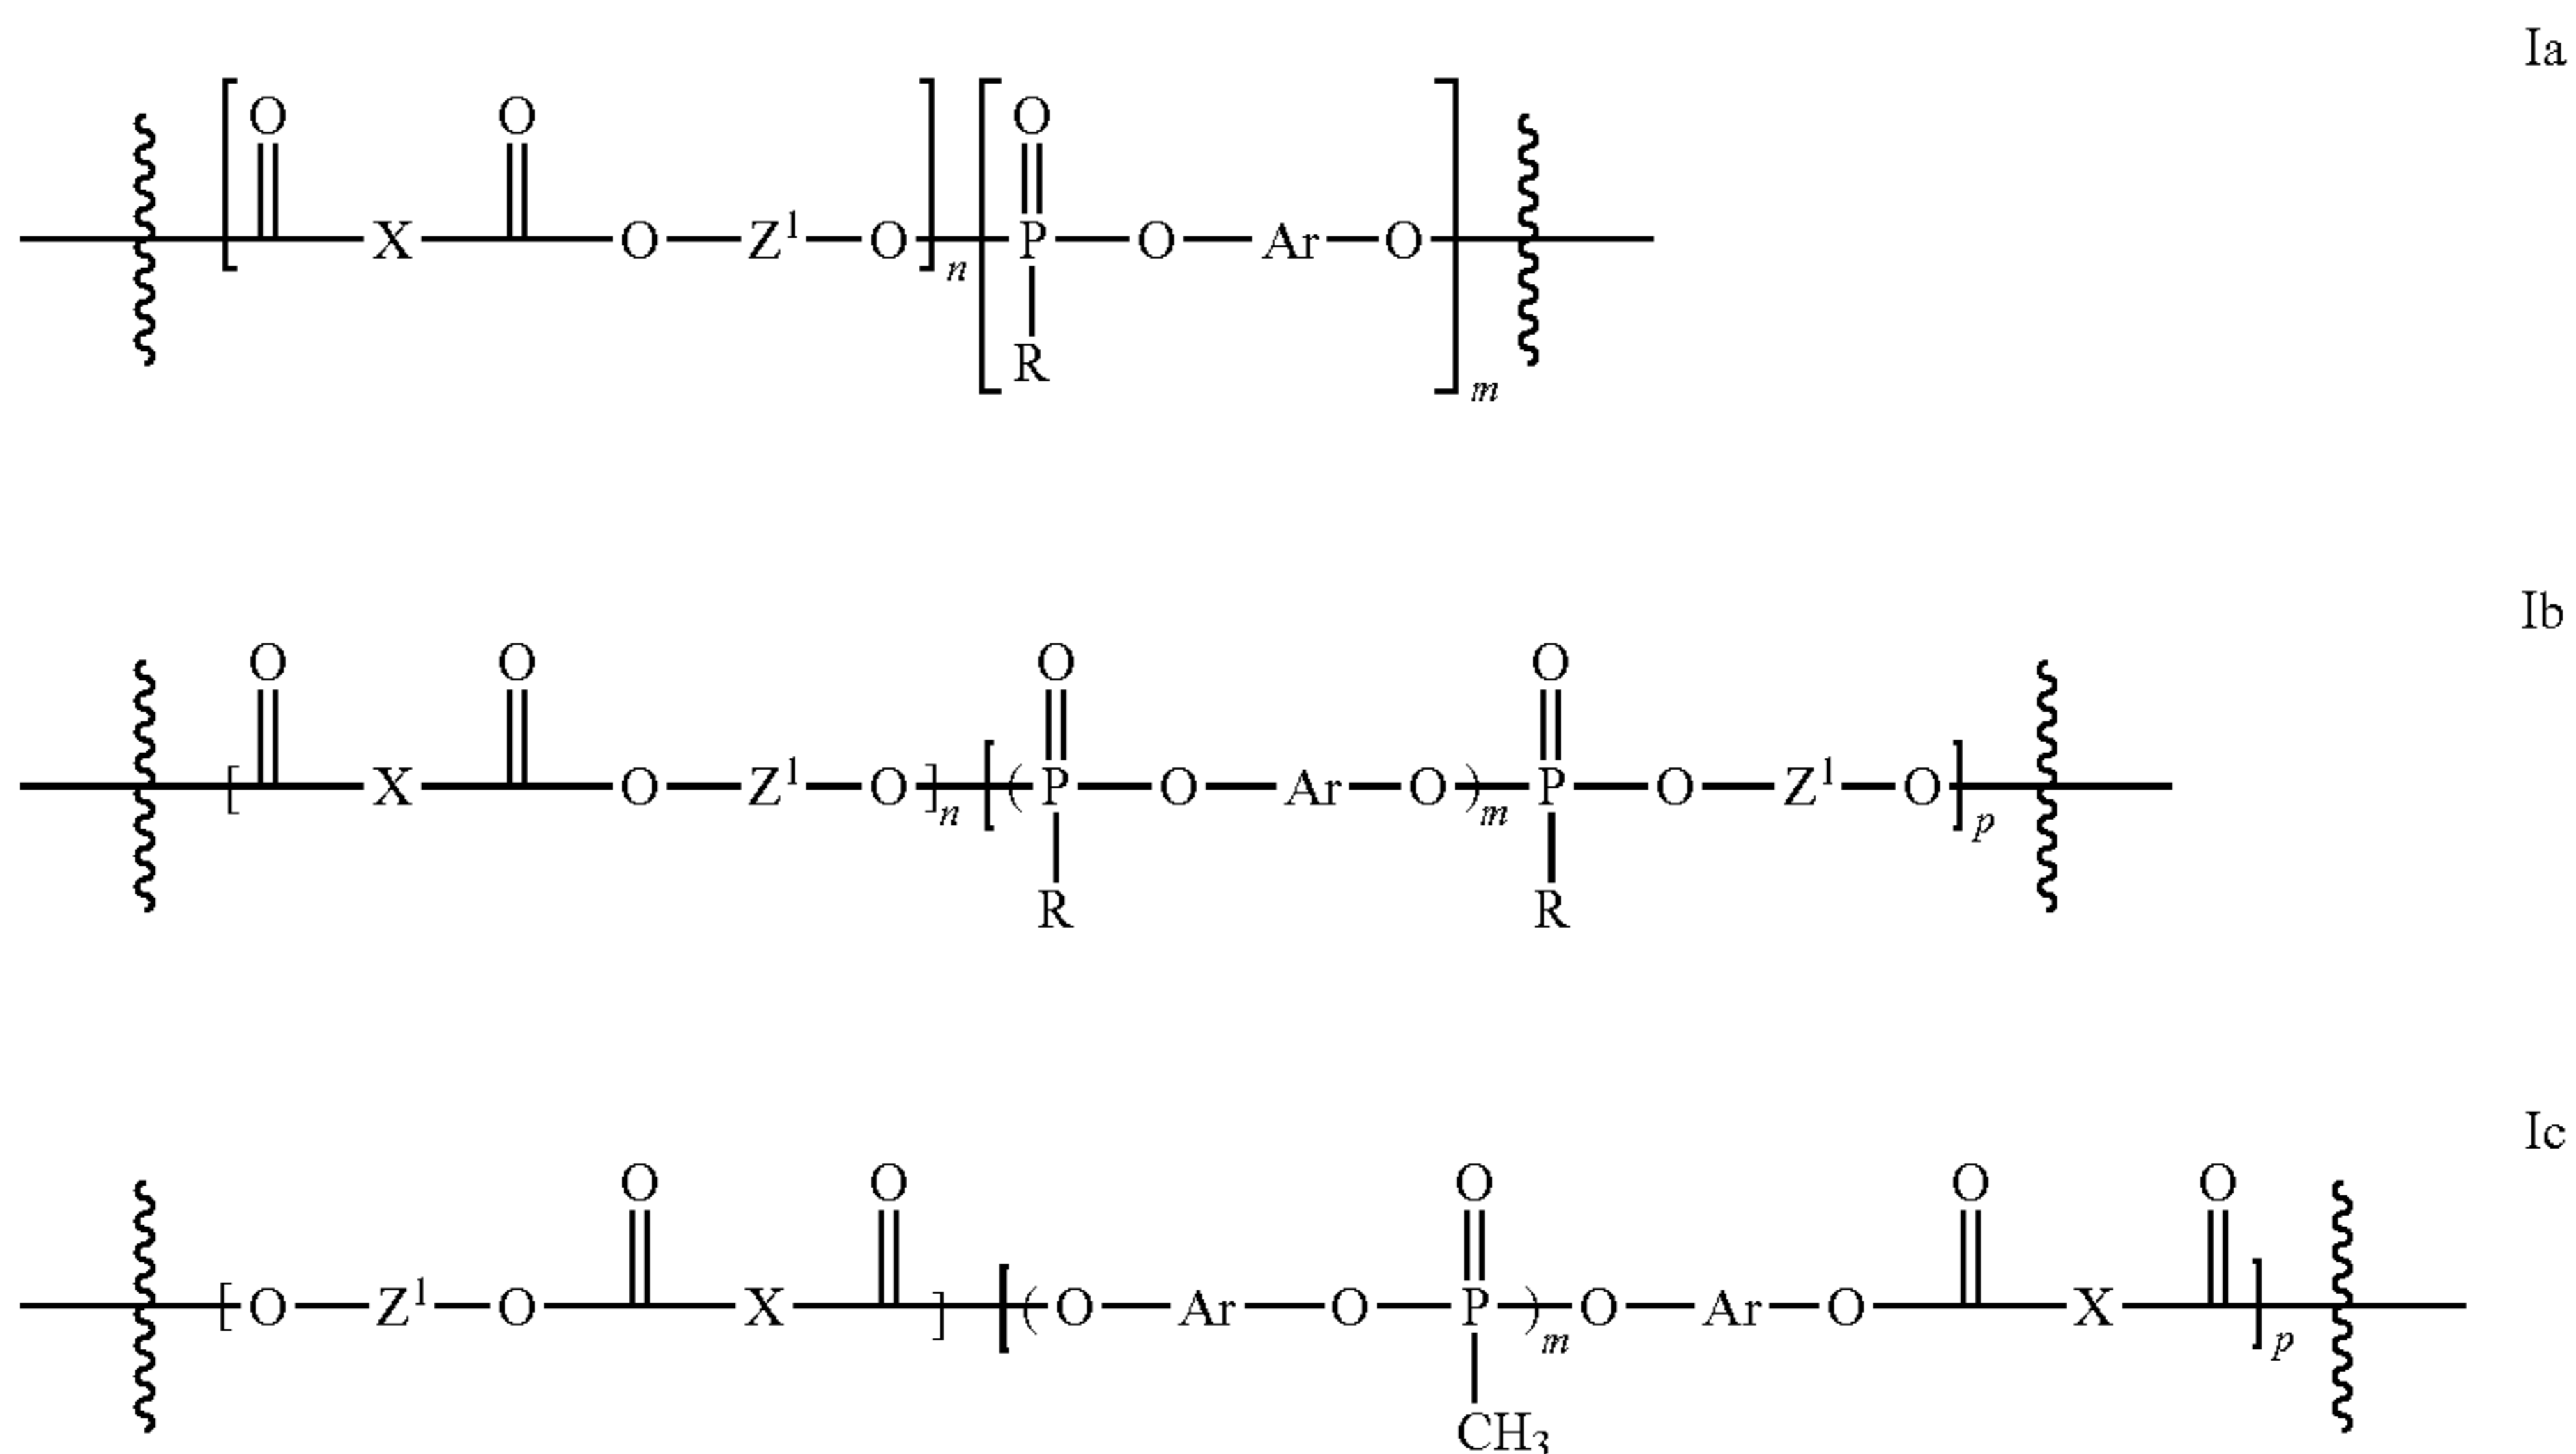 Ia
O O O
X O Z¹ O n P O Ar O m
R
Ib
O O O O
[ X O Z¹ O ]n [ ( P O Ar O )m P O Z¹ O ]p
R R
Ic
O O O O O
[ O Z¹ O X ] [ ( O Ar O P )m O Ar O X ]p
CH₃